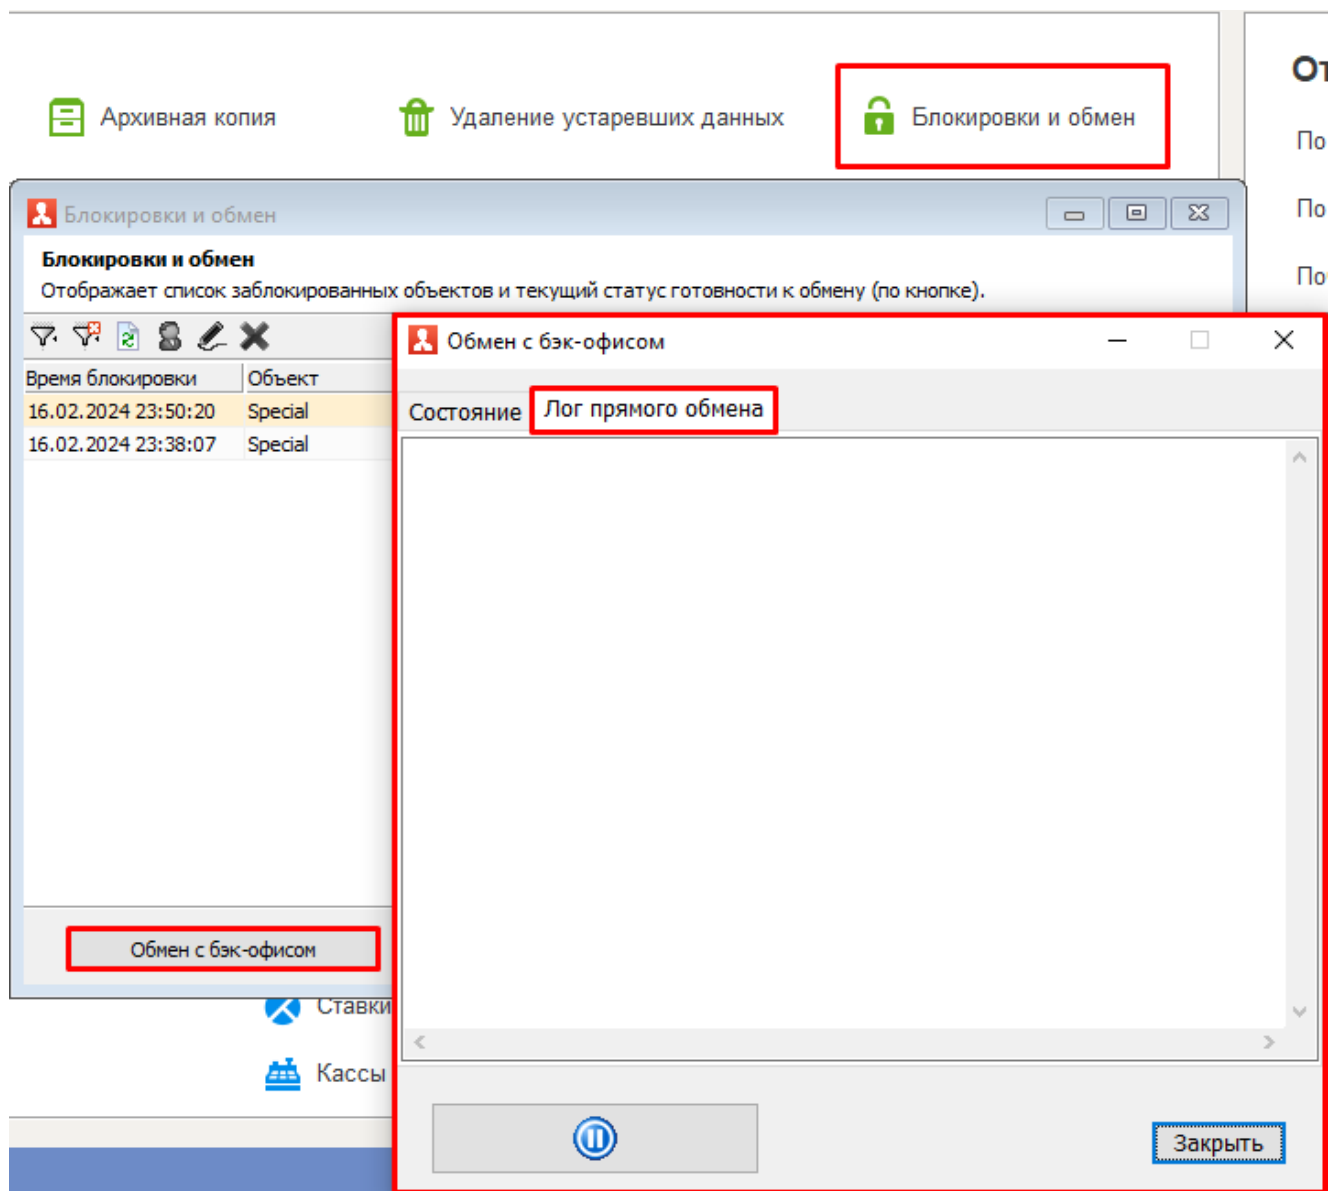 От
Архивная копия
Удаление устаревших данных
Блокировки и обмен
По
По
По
Блокировки и обмен
Блокировки и обмен
Отображает список заблокированных объектов и текущий статус готовности к обмену (по кнопке).
Время блокировки Объект
16.02.2024 23:50:20 Special
16.02.2024 23:38:07 Special
Обмен с бэк-офисом
Обмен с бэк-офисом
Состояние Лог прямого обмена
Ставки
Кассы
Закрыть